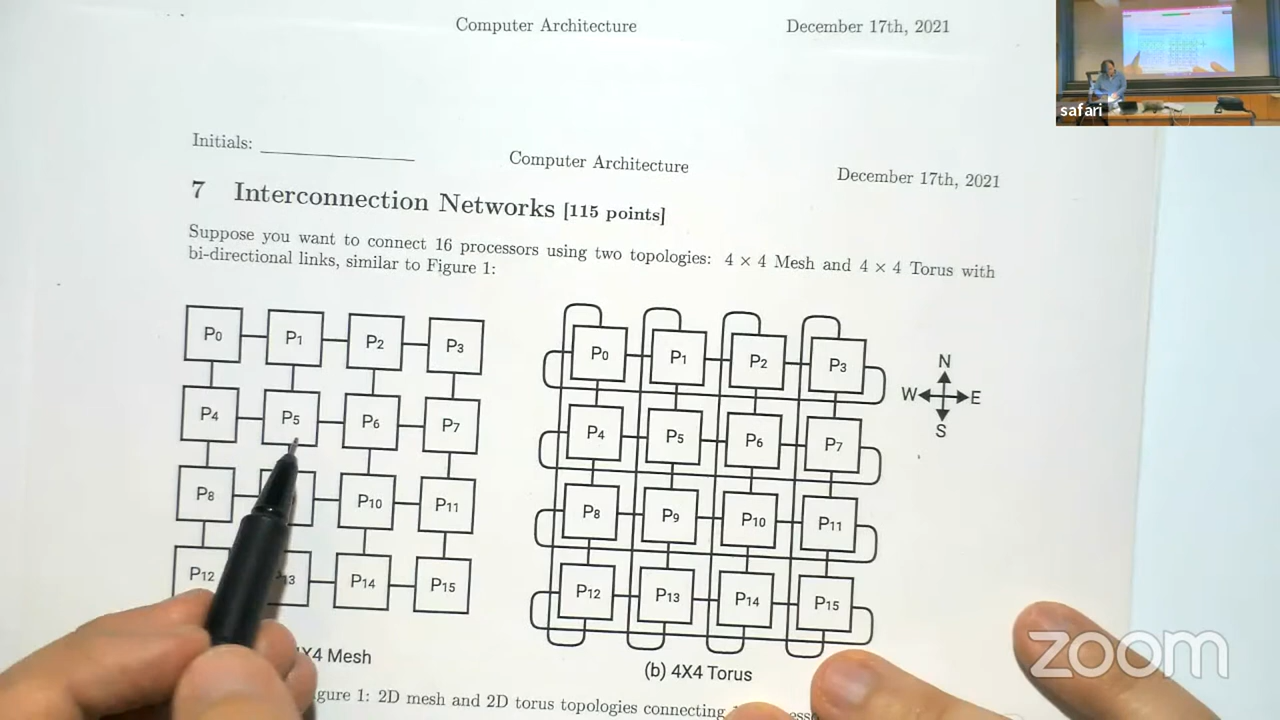 Computer Architecture December 17th, 2021
safari
Initials: Computer Architecture December 17th, 2021
7 Interconnection Networks [115 points]
Suppose you want to connect 16 processors using two topologies: 4 × 4 Mesh and 4 × 4 Torus with
bi-directional links, similar to Figure 1:
P0 P1 P2 P3
P4 P5 P6 P7
P8 P10 P11
P12 13 P14 P15
X4 Mesh
P0 P1 P2 P3
P4 P5 P6 P7
P8 P9 P10 P11
P12 P13 P14 P15
(b) 4X4 Torus
N
W E
S
gure 1: 2D mesh and 2D torus topologies connecting
zoom